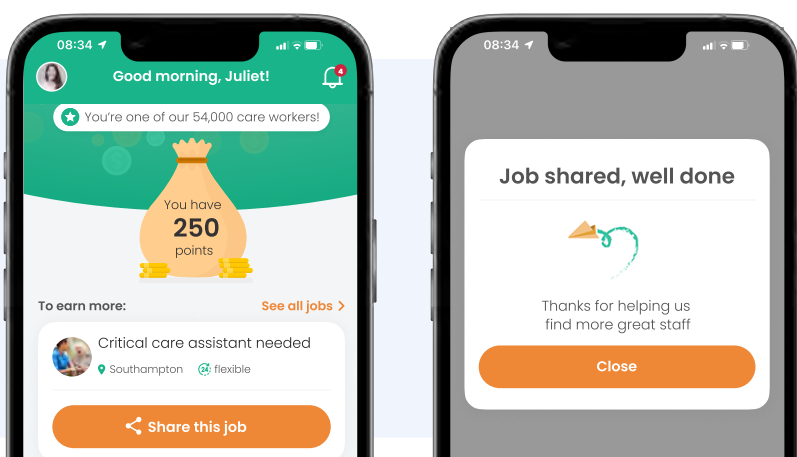 08:34
Good morning, Juliet!
4
You're one of our 54,000 care workers!
You have
250
points
To earn more:
See all jobs
Critical care assistant needed
Southampton
24
flexible
Share this job
08:34
Job shared, well done
Thanks for helping us
find more great staff
Close